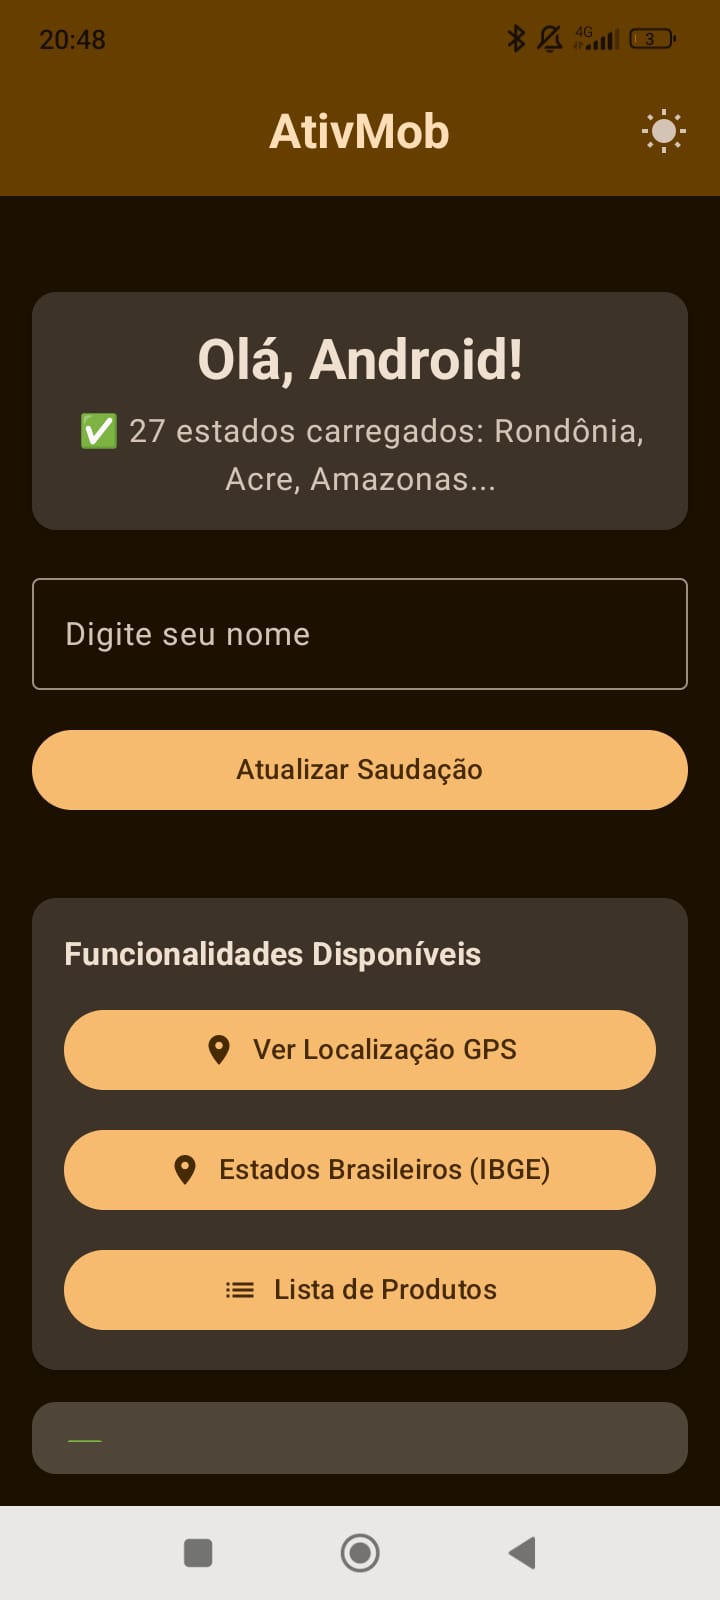 20:48
4G
3
AtivMob
Olá, Android!
✅ 27 estados carregados: Rondônia,
Acre, Amazonas...
Digite seu nome
Atualizar Saudação
Funcionalidades Disponíveis
Ver Localização GPS
Estados Brasileiros (IBGE)
Lista de Produtos